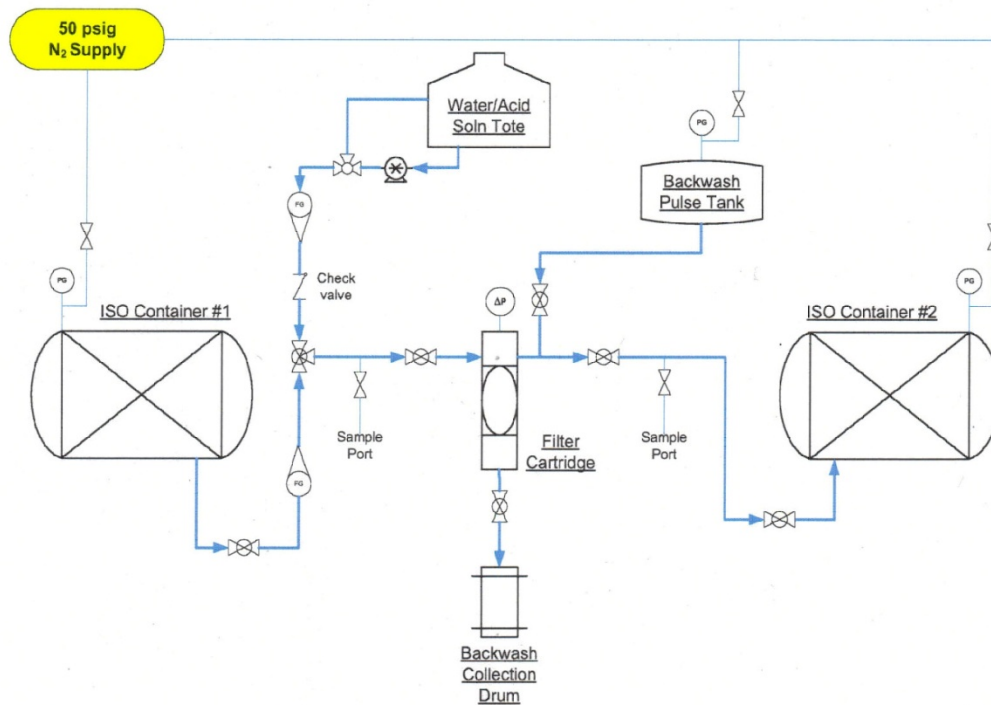 50 psig
N₂ Supply
Water/Acid
Soln Tote
PG
Backwash
Pulse Tank
FG
PG
Check
valve
PG
ISO Container #1
ΔP
ISO Container #2
Sample
Port
Sample
Port
Filter
Cartridge
FG
Backwash
Collection
Drum